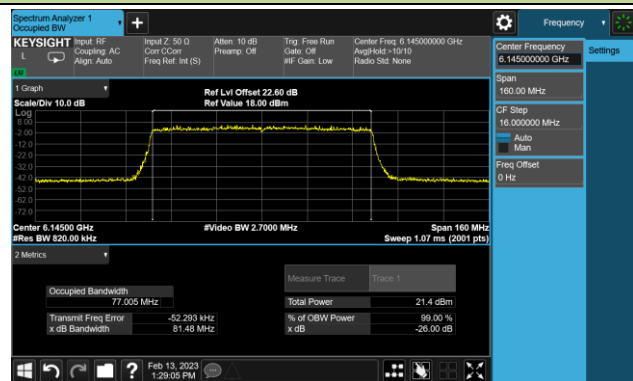 Spectrum Analyzer 1
Occupied BW
Frequency
KEYSIGHT
L
Input: RF
Coupling: AC
Align: Auto
Input Z: 50 Ω
Corr CCorr
Freq Ref: Int (S)
Atten: 10 dB
Preamp: Off
Trig: Free Run
Gate: Off
#IF Gain: Low
Center Freq: 6.145000000 GHz
Avg|Hold:>10/10
Radio Std: None
Center Frequency
6.145000000 GHz
Settings
Span
160.00 MHz
CF Step
16.000000 MHz
Auto
Man
Freq Offset
0 Hz
1 Graph
Scale/Div 10.0 dB
Ref Lvl Offset 22.60 dB
Ref Value 18.00 dBm
Log
8.00
-2.00
-12.0
-22.0
-32.0
-42.0
-52.0
-62.0
-72.0
Center 6.14500 GHz
#Res BW 820.00 kHz
#Video BW 2.7000 MHz
Span 160 MHz
Sweep 1.07 ms (2001 pts)
2 Metrics
Measure Trace
Trace 1
Occupied Bandwidth
77.005 MHz
Total Power
21.4 dBm
Transmit Freq Error
-52.293 kHz
% of OBW Power
99.00 %
x dB Bandwidth
81.48 MHz
x dB
-26.00 dB
Feb 13, 2023
1:29:05 PM